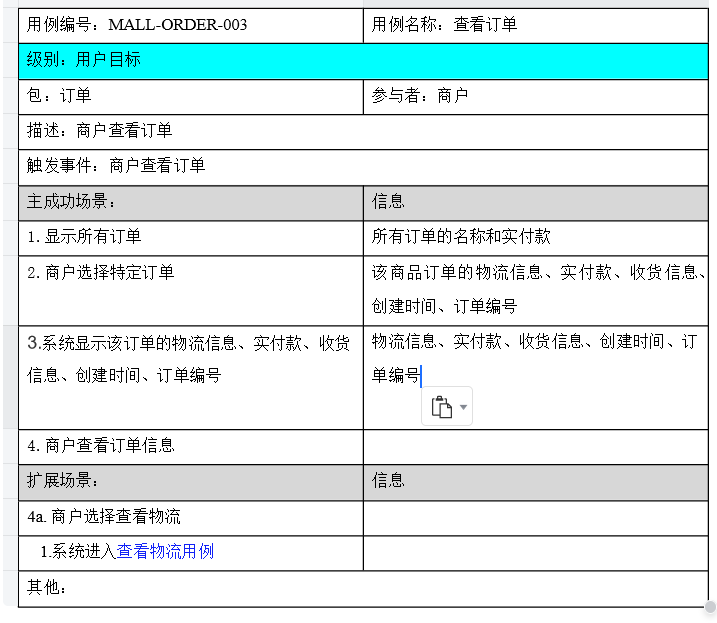 用例编号：MALL-ORDER-003
用例名称：查看订单
级别：用户目标
包：订单
参与者：商户
描述：商户查看订单
触发事件：商户查看订单
主成功场景：
信息
1. 显示所有订单
所有订单的名称和实付款
2. 商户选择特定订单
该商品订单的物流信息、实付款、收货信息、
创建时间、订单编号
3.系统显示该订单的物流信息、实付款、收货
信息、创建时间、订单编号
物流信息、实付款、收货信息、创建时间、订
单编号
4. 商户查看订单信息
扩展场景：
信息
4a. 商户选择查看物流
1.系统进入查看物流用例
其他：